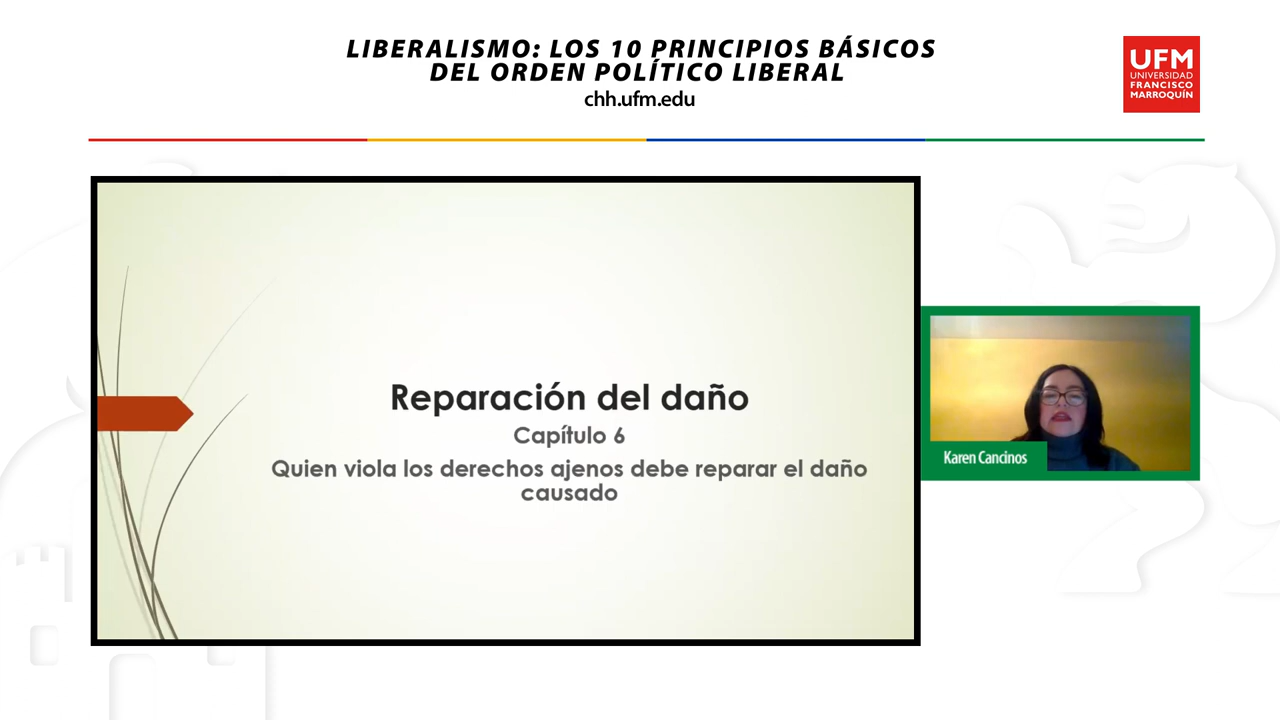 LIBERALISMO: LOS 10 PRINCIPIOS BÁSICOS
DEL ORDEN POLÍTICO LIBERAL
chh.ufm.edu
UFM
UNIVERSIDAD
FRANCISCO
MARROQUÍN
Reparación del daño
Capítulo 6
Quien viola los derechos ajenos debe reparar el daño
causado
Karen Cancinos